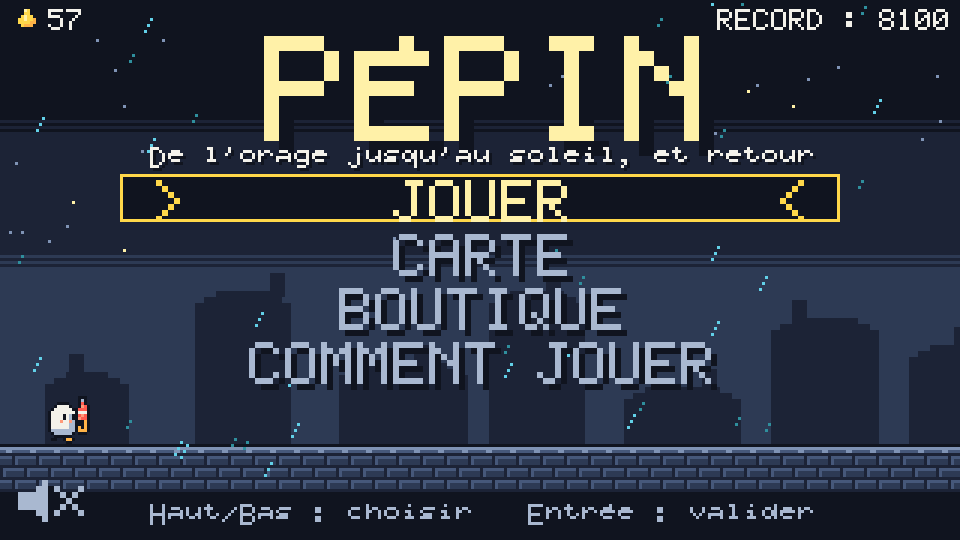 57
RECORD : 8100
PÉPIN
De l'orage jusqu'au soleil, et retour
JOUER
CARTE
BOUTIQUE
COMMENT JOUER
Haut/Bas : choisir
Entrée : valider